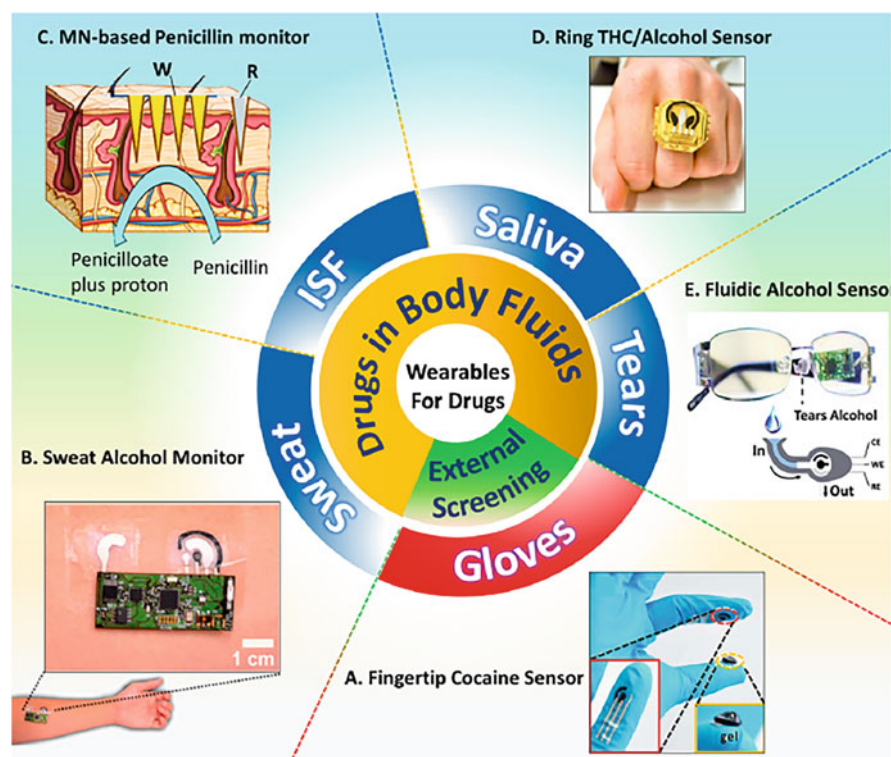 C. MN-based Penicillin monitor
W
R
Penicilloate
plus proton
Penicillin
D. Ring THC/Alcohol Sensor
E. Fluidic Alcohol Sensor
Tears Alcohol
In
CE
WE
RE
Out
ISF
Saliva
Tears
Sweat
Gloves
Drugs in Body Fluids
Wearables
For Drugs
External
Screening
B. Sweat Alcohol Monitor
1 cm
A. Fingertip Cocaine Sensor
gel